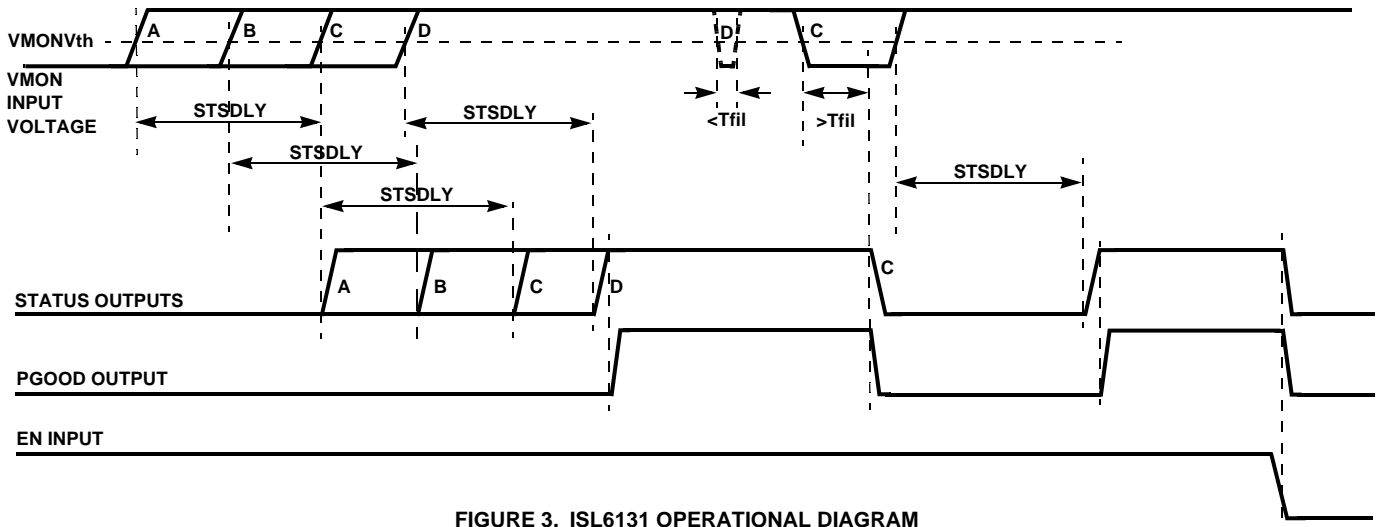 A B C D D C
VMONVth
VMON
INPUT
VOLTAGE
STSDLY STSDLY
<Tfil >Tfil
STSDLY
STSDLY
STSDLY
C
A B C D
STATUS OUTPUTS
PGOOD OUTPUT
EN INPUT
FIGURE 3. ISL6131 OPERATIONAL DIAGRAM